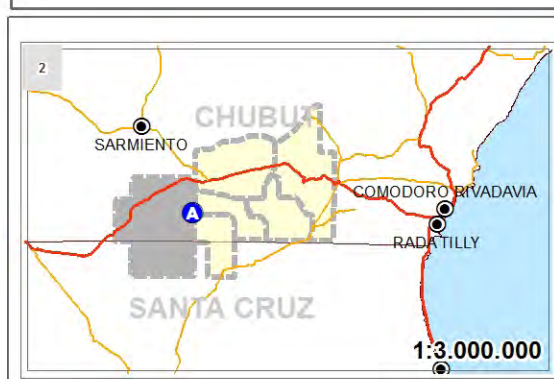 2
CHUBUT
SARMIENTO
COMODORO RIVADAVIA
A
RADA TILLY
SANTA CRUZ
1:3.000.000